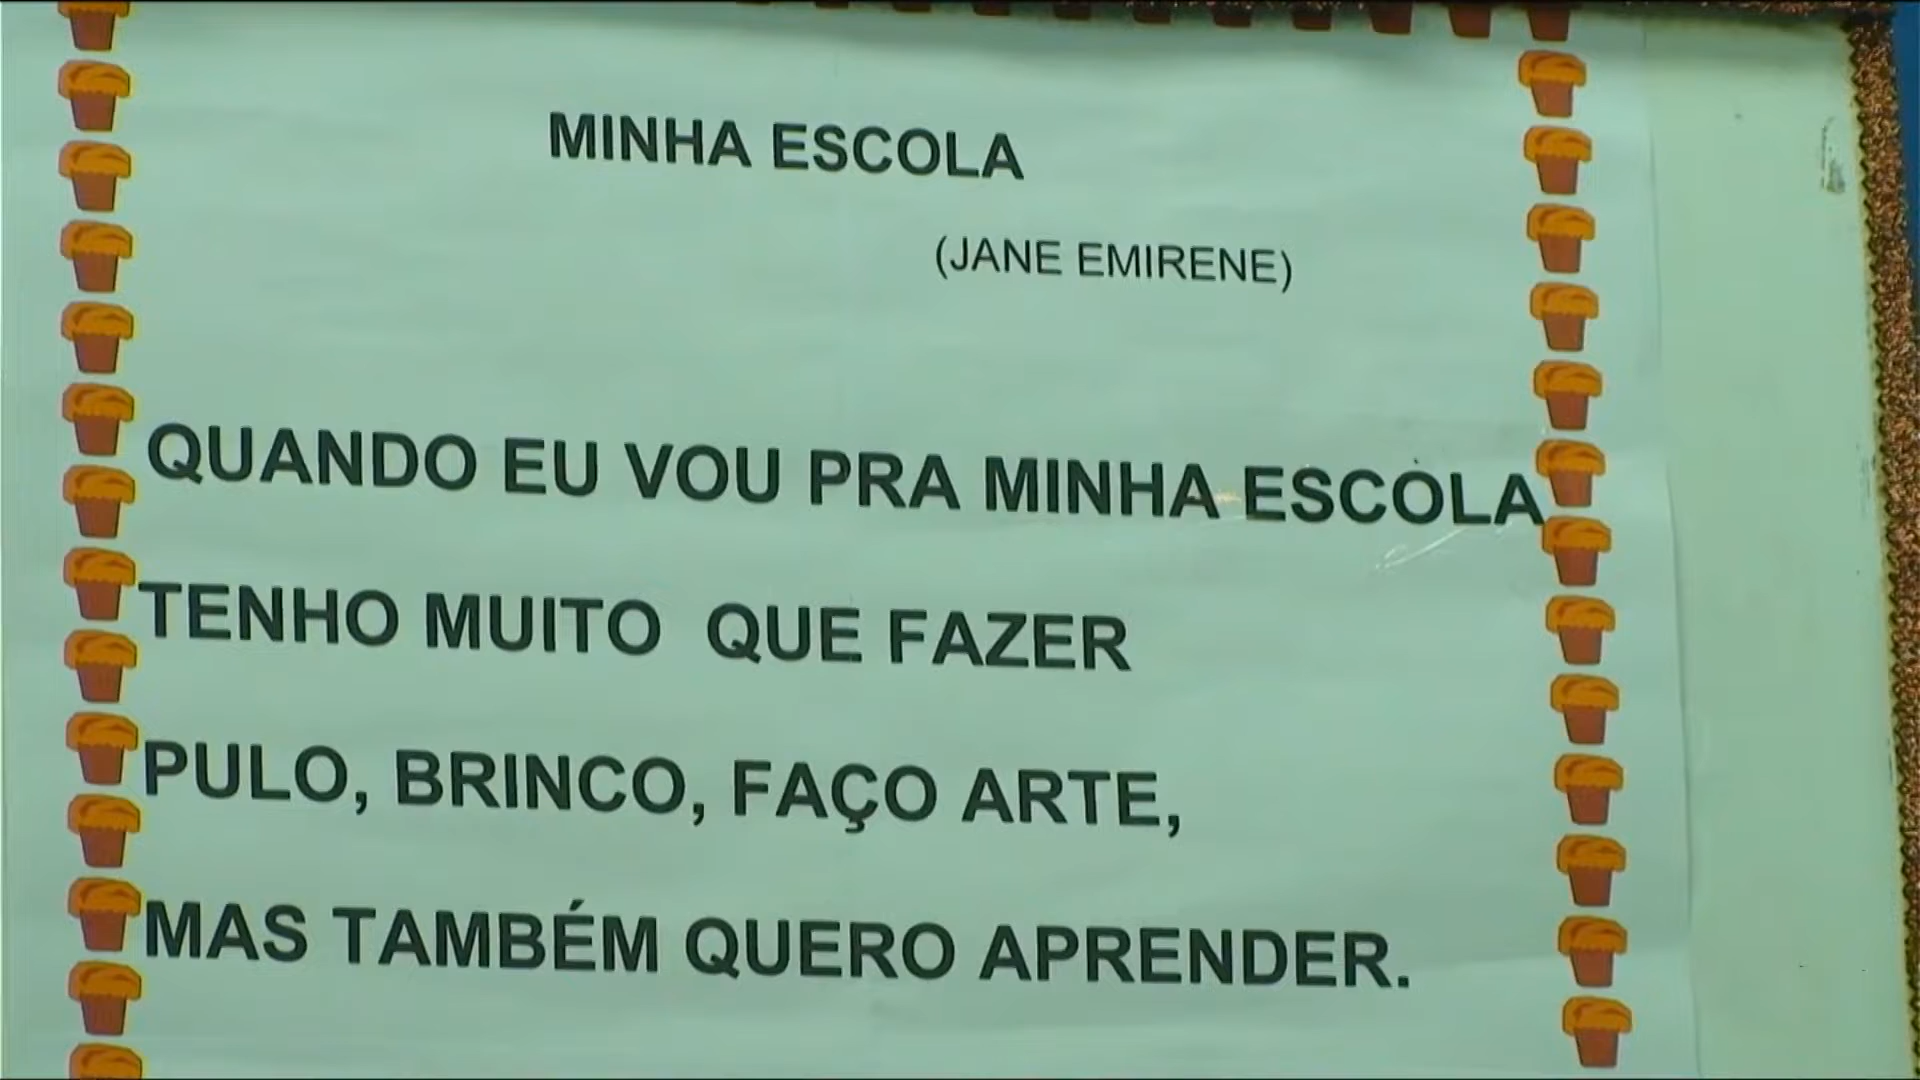 MINHA ESCOLA
(JANE EMIRENE)
QUANDO EU VOU PRA MINHA ESCOLA
TENHO MUITO QUE FAZER
PULO, BRINCO, FAÇO ARTE,
MAS TAMBÉM QUERO APRENDER.